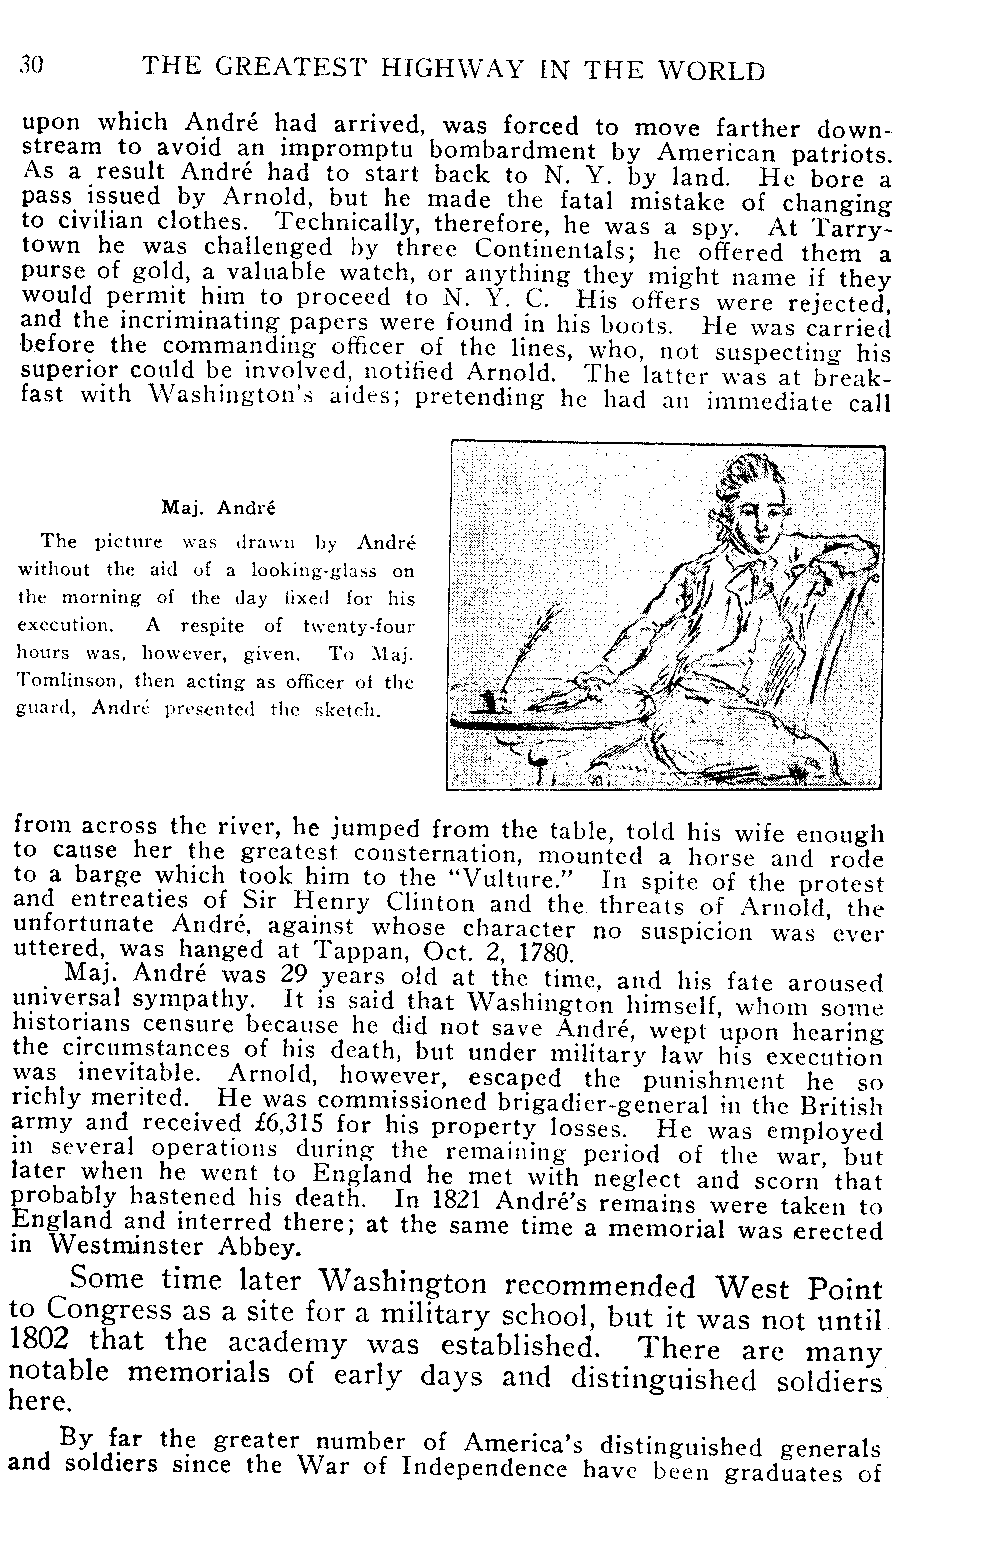 30 THE GREATEST HIGHWAY IN THE WORLD
upon which André had arrived, was forced to move farther down-
stream to avoid an impromptu bombardment by American patriots.
As a result André had to start back to N. Y. by land. He bore a
pass issued by Arnold, but he made the fatal mistake of changing
to civilian clothes. Technically, therefore, he was a spy. At Tarry-
town he was challenged by three Continentals; he offered them a
purse of gold, a valuable watch, or anything they might name if they
would permit him to proceed to N. Y. C. His offers were rejected,
and the incriminating papers were found in his boots. He was carried
before the commanding officer of the lines, who, not suspecting his
superior could be involved, notified Arnold. The latter was at break-
fast with Washington's aides; pretending he had an immediate call
Maj. André
The picture was drawn by André
without the aid of a looking-glass on
the morning of the day fixed for his
execution. A respite of twenty-four
hours was, however, given. To Maj.
Tomlinson, then acting as officer of the
guard, André presented the sketch.
from across the river, he jumped from the table, told his wife enough
to cause her the greatest consternation, mounted a horse and rode
to a barge which took him to the “Vulture.” In spite of the protest
and entreaties of Sir Henry Clinton and the threats of Arnold, the
unfortunate André, against whose character no suspicion was ever
uttered, was hanged at Tappan, Oct. 2, 1780.
Maj. André was 29 years old at the time, and his fate aroused
universal sympathy. It is said that Washington himself, whom some
historians censure because he did not save André, wept upon hearing
the circumstances of his death, but under military law his execution
was inevitable. Arnold, however, escaped the punishment he so
richly merited. He was commissioned brigadier-general in the British
army and received £6,315 for his property losses. He was employed
in several operations during the remaining period of the war, but
later when he went to England he met with neglect and scorn that
probably hastened his death. In 1821 André's remains were taken to
England and interred there; at the same time a memorial was erected
in Westminster Abbey.
Some time later Washington recommended West Point
to Congress as a site for a military school, but it was not until
1802 that the academy was established. There are many
notable memorials of early days and distinguished soldiers
here.
By far the greater number of America's distinguished generals
and soldiers since the War of Independence have been graduates of